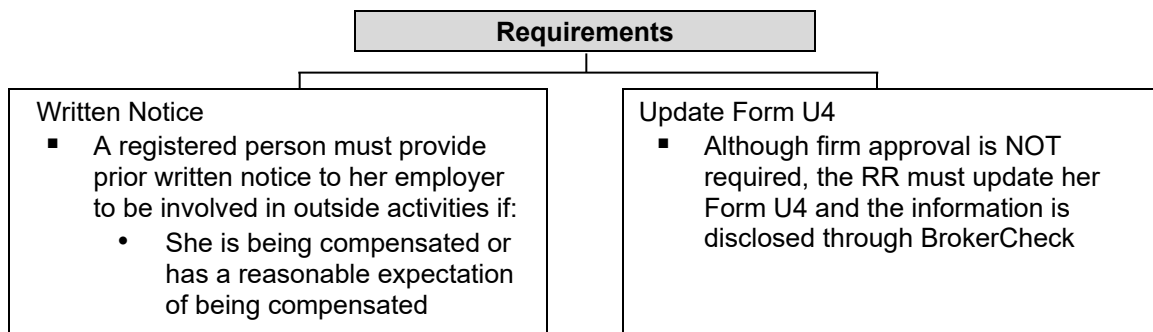 Requirements
Written Notice
▪ A registered person must provide
prior written notice to her employer
to be involved in outside activities if:
• She is being compensated or
has a reasonable expectation
of being compensated
Update Form U4
▪ Although firm approval is NOT
required, the RR must update her
Form U4 and the information is
disclosed through BrokerCheck